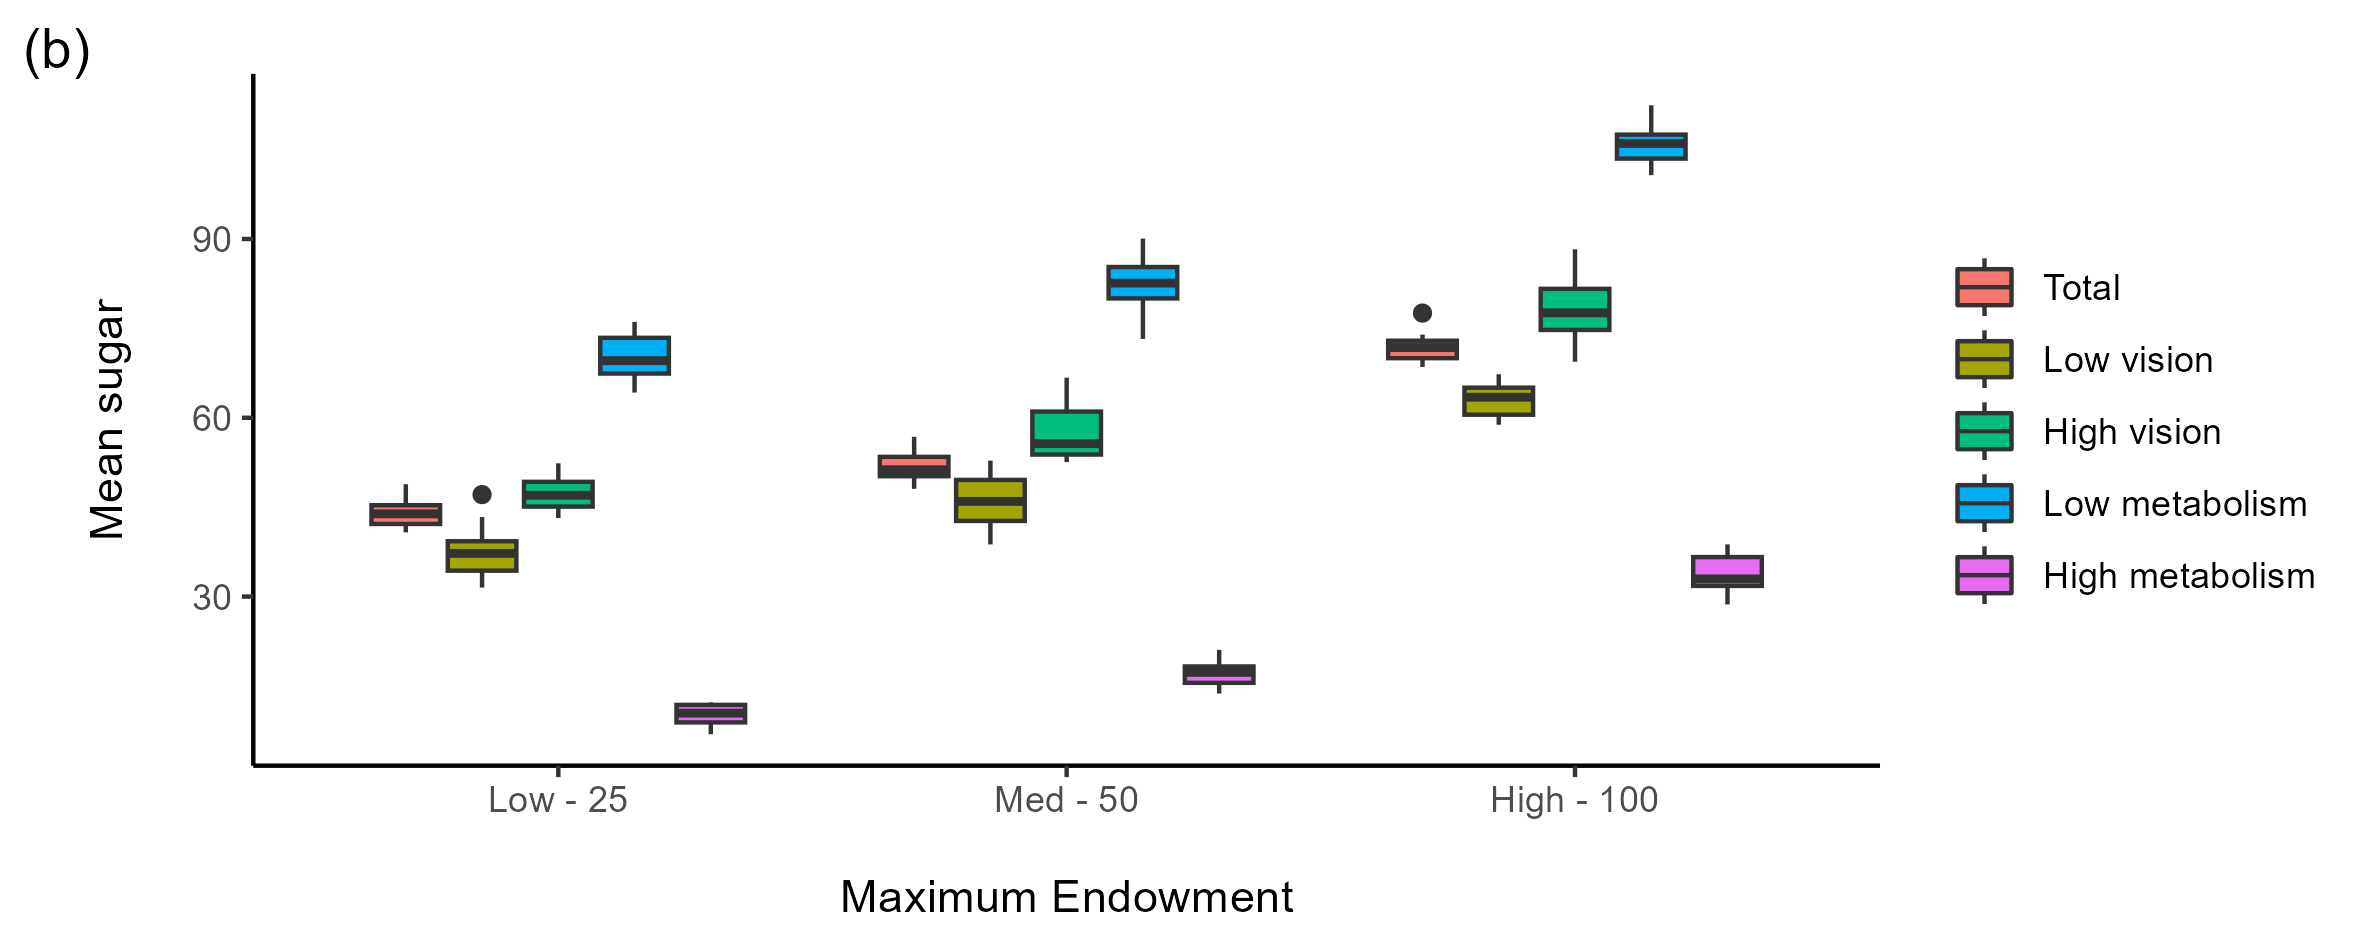 (b)
Mean sugar
90
60
30
Low - 25
Med - 50
High - 100
Maximum Endowment
Total
Low vision
High vision
Low metabolism
High metabolism